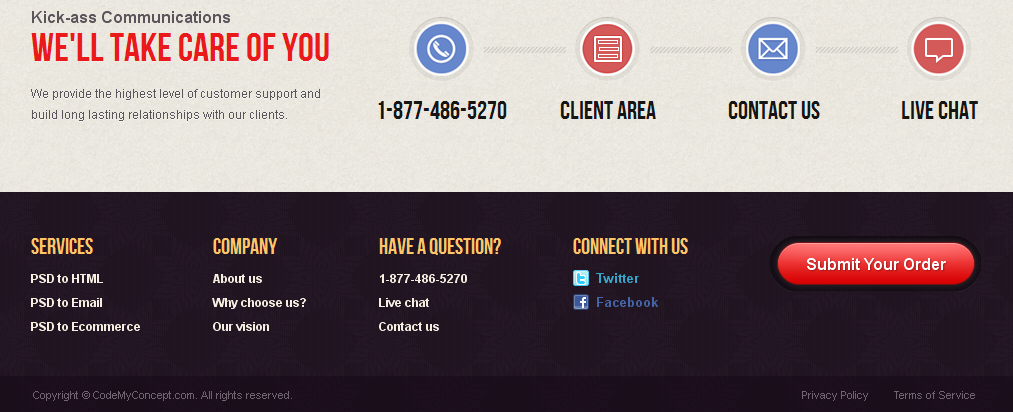 Kick-ass Communications
WE'LL TAKE CARE OF YOU
We provide the highest level of customer support and
build long lasting relationships with our clients.
1-877-486-5270
CLIENT AREA
CONTACT US
LIVE CHAT
SERVICES
PSD to HTML
PSD to Email
PSD to Ecommerce
COMPANY
About us
Why choose us?
Our vision
HAVE A QUESTION?
1-877-486-5270
Live chat
Contact us
CONNECT WITH US
Twitter
Facebook
Submit Your Order
Copyright © CodeMyConcept.com. All rights reserved.
Privacy Policy
Terms of Service